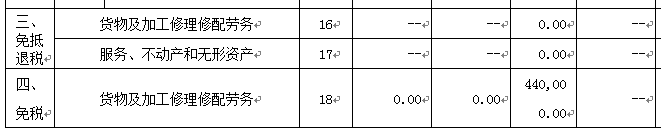 三、
免抵
退税
货物及加工修理修配劳务 16 -- -- 0.00 --
服务、不动产和无形资产 17 -- -- 0.00 --
四、
免税
货物及加工修理修配劳务 18 0.00 0.00 440,00
0.00 --